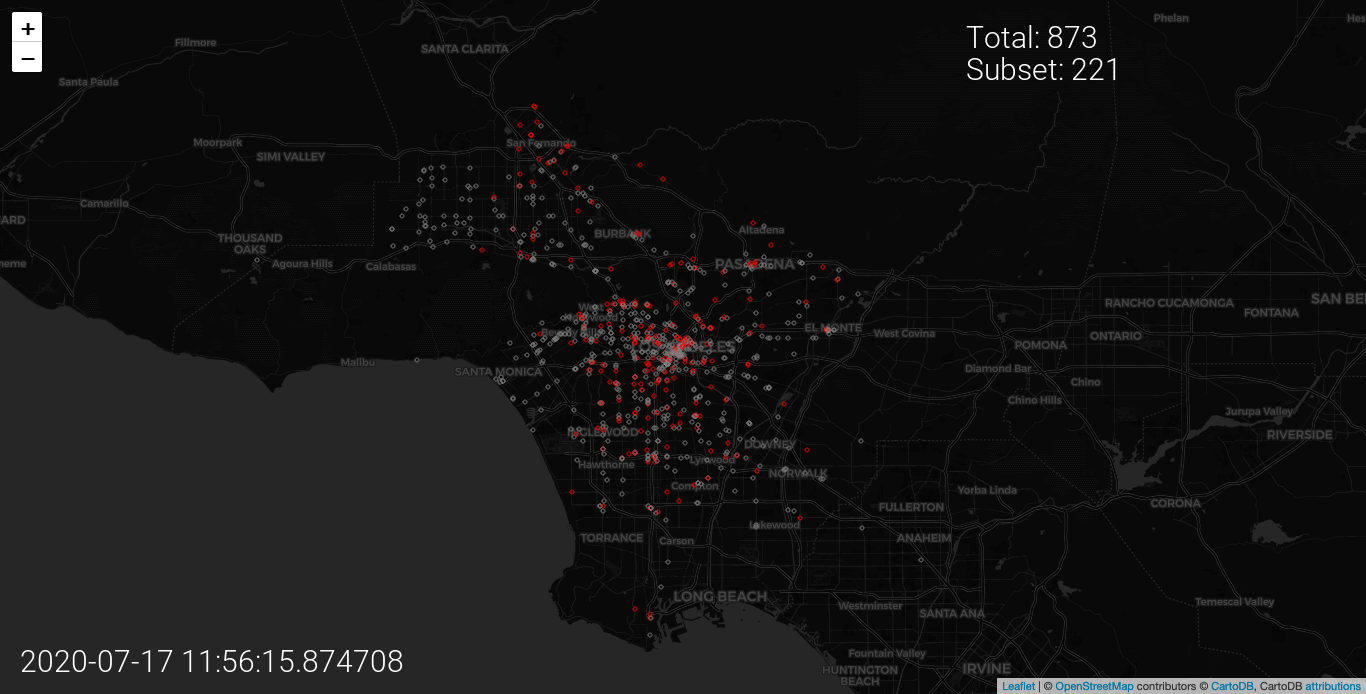 +
−
Total: 873
Subset: 221
Phelan
Fillmore
SANTA CLARITA
Santa Paula
Moorpark
San Fernando
SIMI VALLEY
Camarillo
ARD
BURBANK
Altadena
THOUSAND
OAKS
Agoura Hills
Calabasas
PASADENA
RANCHO CUCAMONGA
SAN BE
FONTANA
EL MONTE
West Covina
ONTARIO
POMONA
Malibu
SANTA MONICA
Diamond Bar
Chino
Chino Hills
Jurupa Valley
INGLEWOOD
RIVERSIDE
DOWNEY
Hawthorne
Lynwood
NORWALK
Compton
Yorba Linda
CORONA
FULLERTON
Lakewood
TORRANCE
Carson
ANAHEIM
LONG BEACH
Westminster
SANTA ANA
Temescal Valley
Fountain Valley
HUNTINGTON
BEACH
IRVINE
2020-07-17 11:56:15.874708
Leaflet | © OpenStreetMap contributors © CartoDB, CartoDB attributions